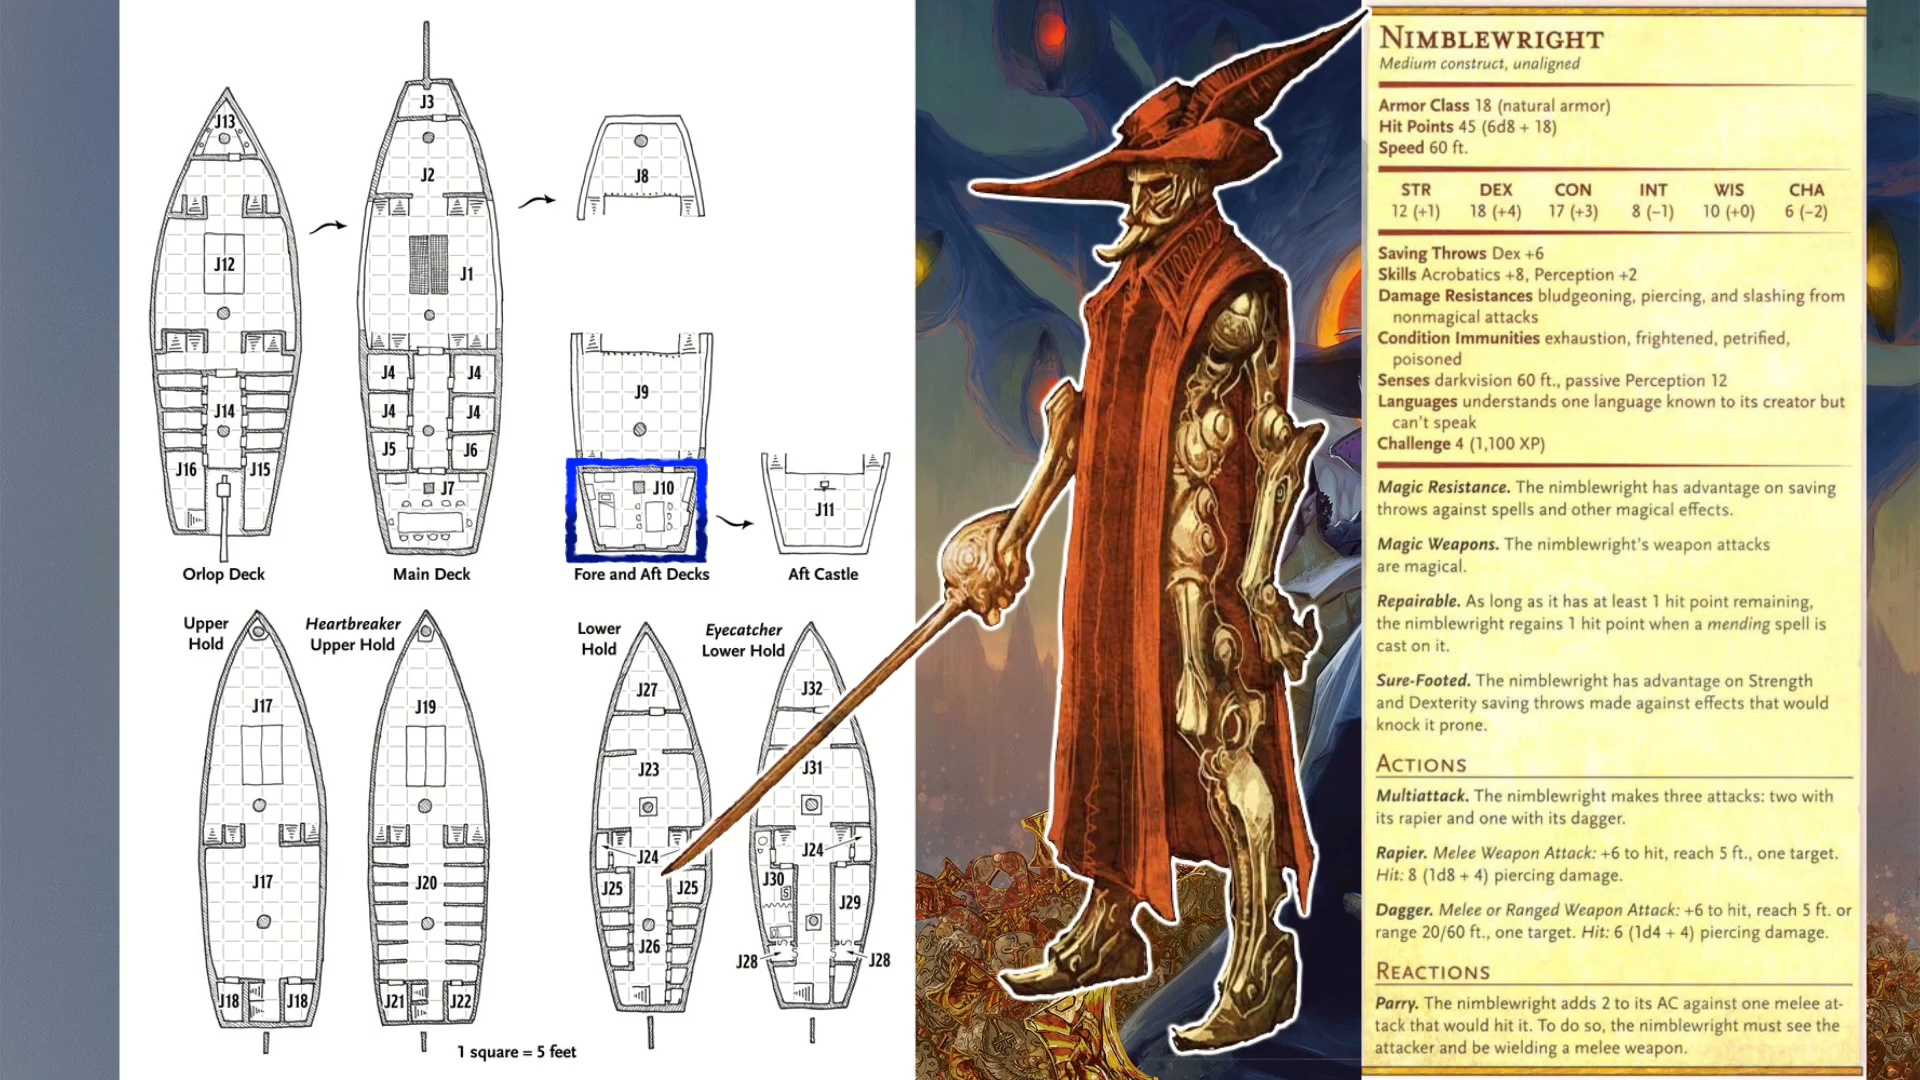 J13
J12
J14
J16
J15
Orlop Deck
J3
J2
J1
J4
J4
J4
J4
J5
J6
J7
Main Deck
J8
J9
J10
Fore and Aft Decks
J11
Aft Castle
Upper
Hold
J17
J17
J18
J18
Heartbreaker
Upper Hold
J19
J20
J21
J22
Lower
Hold
J27
J23
J24
J25
J25
J26
Eyecatcher
Lower Hold
J32
J31
J24
J30
J29
J28
J28
1 square = 5 feet
NIMBLEWRIGHT
Medium construct, unaligned
Armor Class 18 (natural armor)
Hit Points 45 (6d8 + 18)
Speed 60 ft.
STR DEX CON INT WIS CHA
12 (+1) 18 (+4) 17 (+3) 8 (−1) 10 (+0) 6 (−2)
Saving Throws Dex +6
Skills Acrobatics +8, Perception +2
Damage Resistances bludgeoning, piercing, and slashing from
nonmagical attacks
Condition Immunities exhaustion, frightened, petrified,
poisoned
Senses darkvision 60 ft., passive Perception 12
Languages understands one language known to its creator but
can't speak
Challenge 4 (1,100 XP)
Magic Resistance. The nimblewright has advantage on saving
throws against spells and other magical effects.
Magic Weapons. The nimblewright's weapon attacks
are magical.
Repairable. As long as it has at least 1 hit point remaining,
the nimblewright regains 1 hit point when a mending spell is
cast on it.
Sure-Footed. The nimblewright has advantage on Strength
and Dexterity saving throws made against effects that would
knock it prone.
ACTIONS
Multiattack. The nimblewright makes three attacks: two with
its rapier and one with its dagger.
Rapier. Melee Weapon Attack: +6 to hit, reach 5 ft., one target.
Hit: 8 (1d8 + 4) piercing damage.
Dagger. Melee or Ranged Weapon Attack: +6 to hit, reach 5 ft. or
range 20/60 ft., one target. Hit: 6 (1d4 + 4) piercing damage.
REACTIONS
Parry. The nimblewright adds 2 to its AC against one melee at-
tack that would hit it. To do so, the nimblewright must see the
attacker and be wielding a melee weapon.